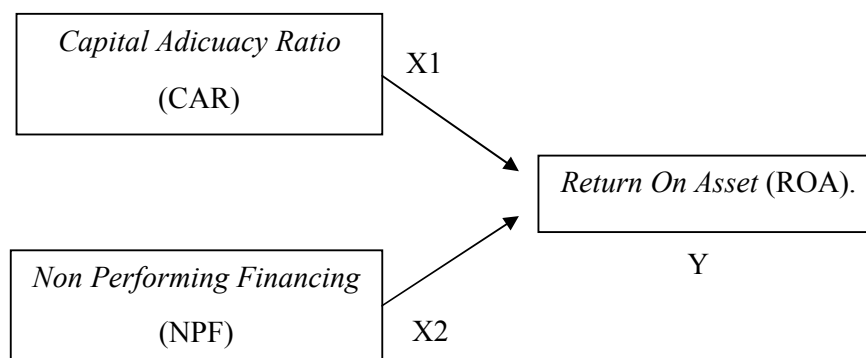 Capital Adicuacy Ratio
(CAR)
X1
Return On Asset (ROA).
Y
Non Performing Financing
(NPF)
X2